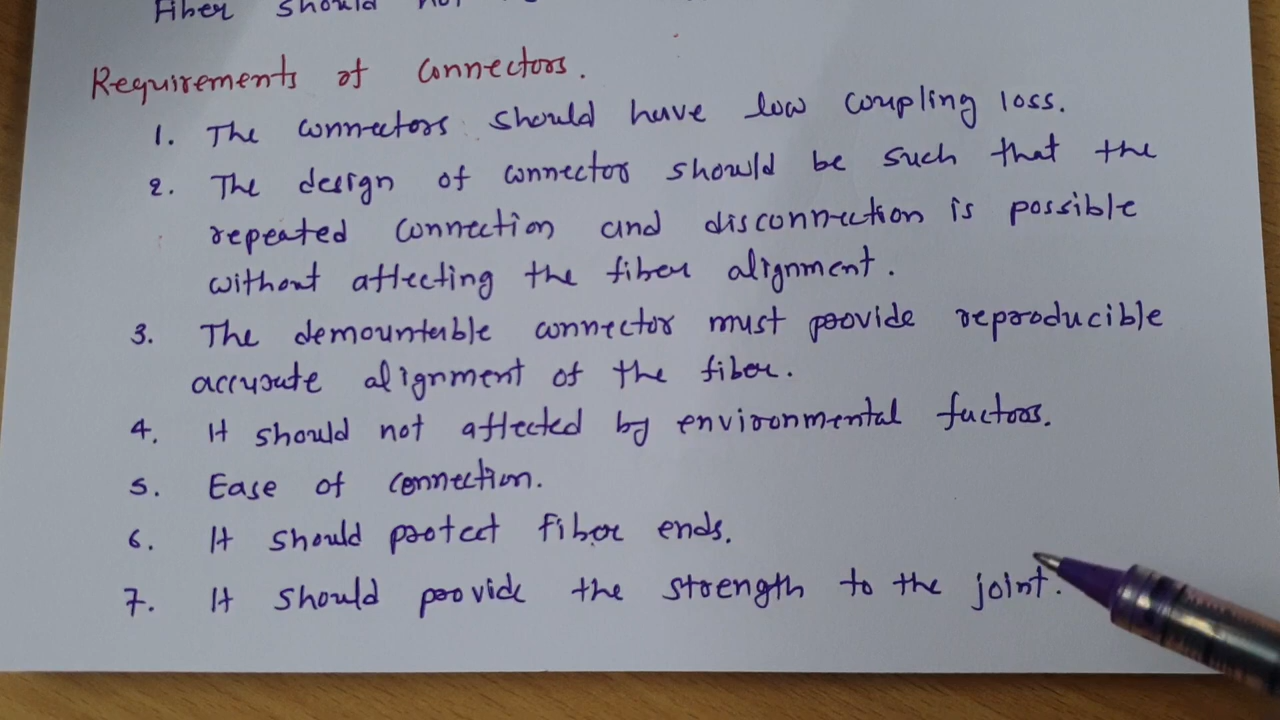 Fiber should not
Requirements of Connectors.
1. The connectors should have low coupling loss.
2. The design of connector should be such that the
repeated connection and disconnection is possible
without affecting the fiber alignment.
3. The demountable connector must provide reproducible
accurate alignment of the fiber.
4. It should not affected by environmental factors.
5. Ease of connection.
6. It should protect fiber ends.
7. It should provide the strength to the joint.